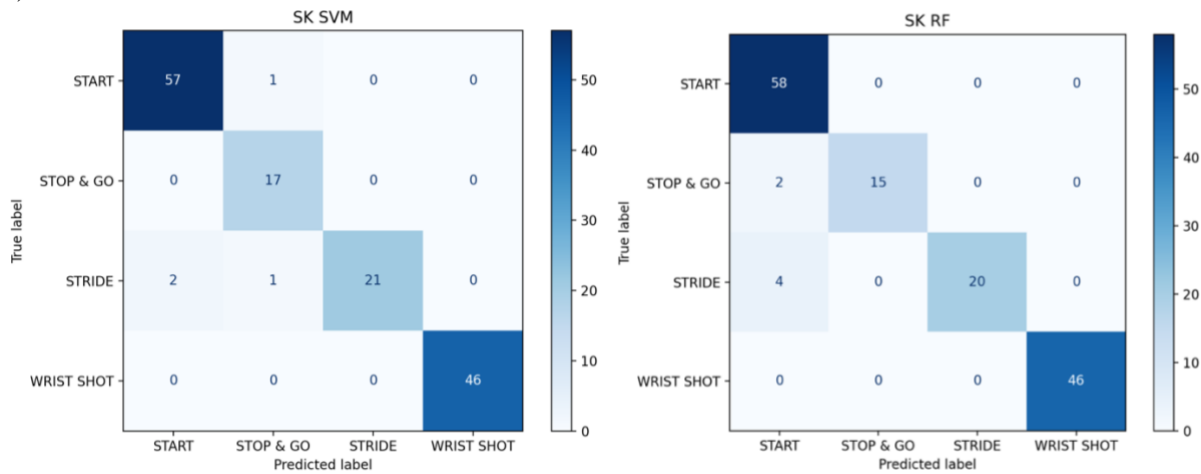 SK SVM
START
57 1 0 0
STOP & GO
0 17 0 0
STRIDE
2 1 21 0
WRIST SHOT
0 0 0 46
START STOP & GO STRIDE WRIST SHOT
Predicted label
True label
50
40
30
20
10
0
SK RF
START
58 0 0 0
STOP & GO
2 15 0 0
STRIDE
4 0 20 0
WRIST SHOT
0 0 0 46
START STOP & GO STRIDE WRIST SHOT
Predicted label
True label
50
40
30
20
10
0